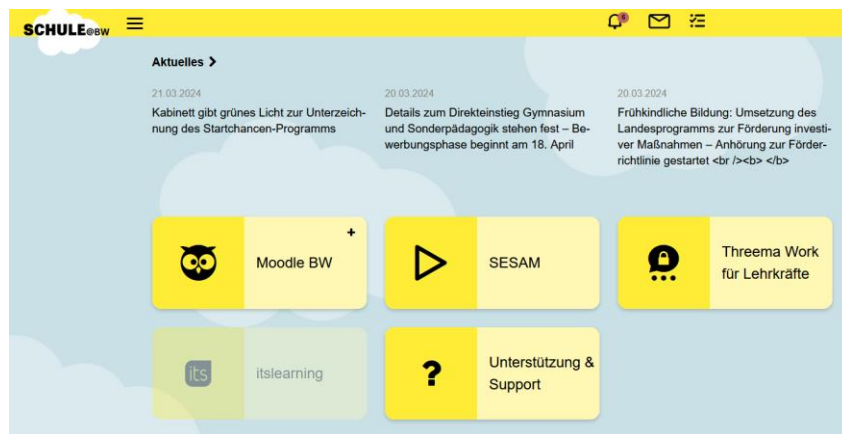 SCHULE@BW
6
Aktuelles
21.03.2024
Kabinett gibt grünes Licht zur Unterzeich-
nung des Startchancen-Programms
20.03.2024
Details zum Direkteinstieg Gymnasium
und Sonderpädagogik stehen fest – Be-
werbungsphase beginnt am 18. April
20.03.2024
Frühkindliche Bildung: Umsetzung des
Landesprogramms zur Förderung investi-
ver Maßnahmen – Anhörung zur Förder-
richtlinie gestartet <br /><b> </b>
Moodle BW
SESAM
Threema Work
für Lehrkräfte
its
itslearning
?
Unterstützung &
Support